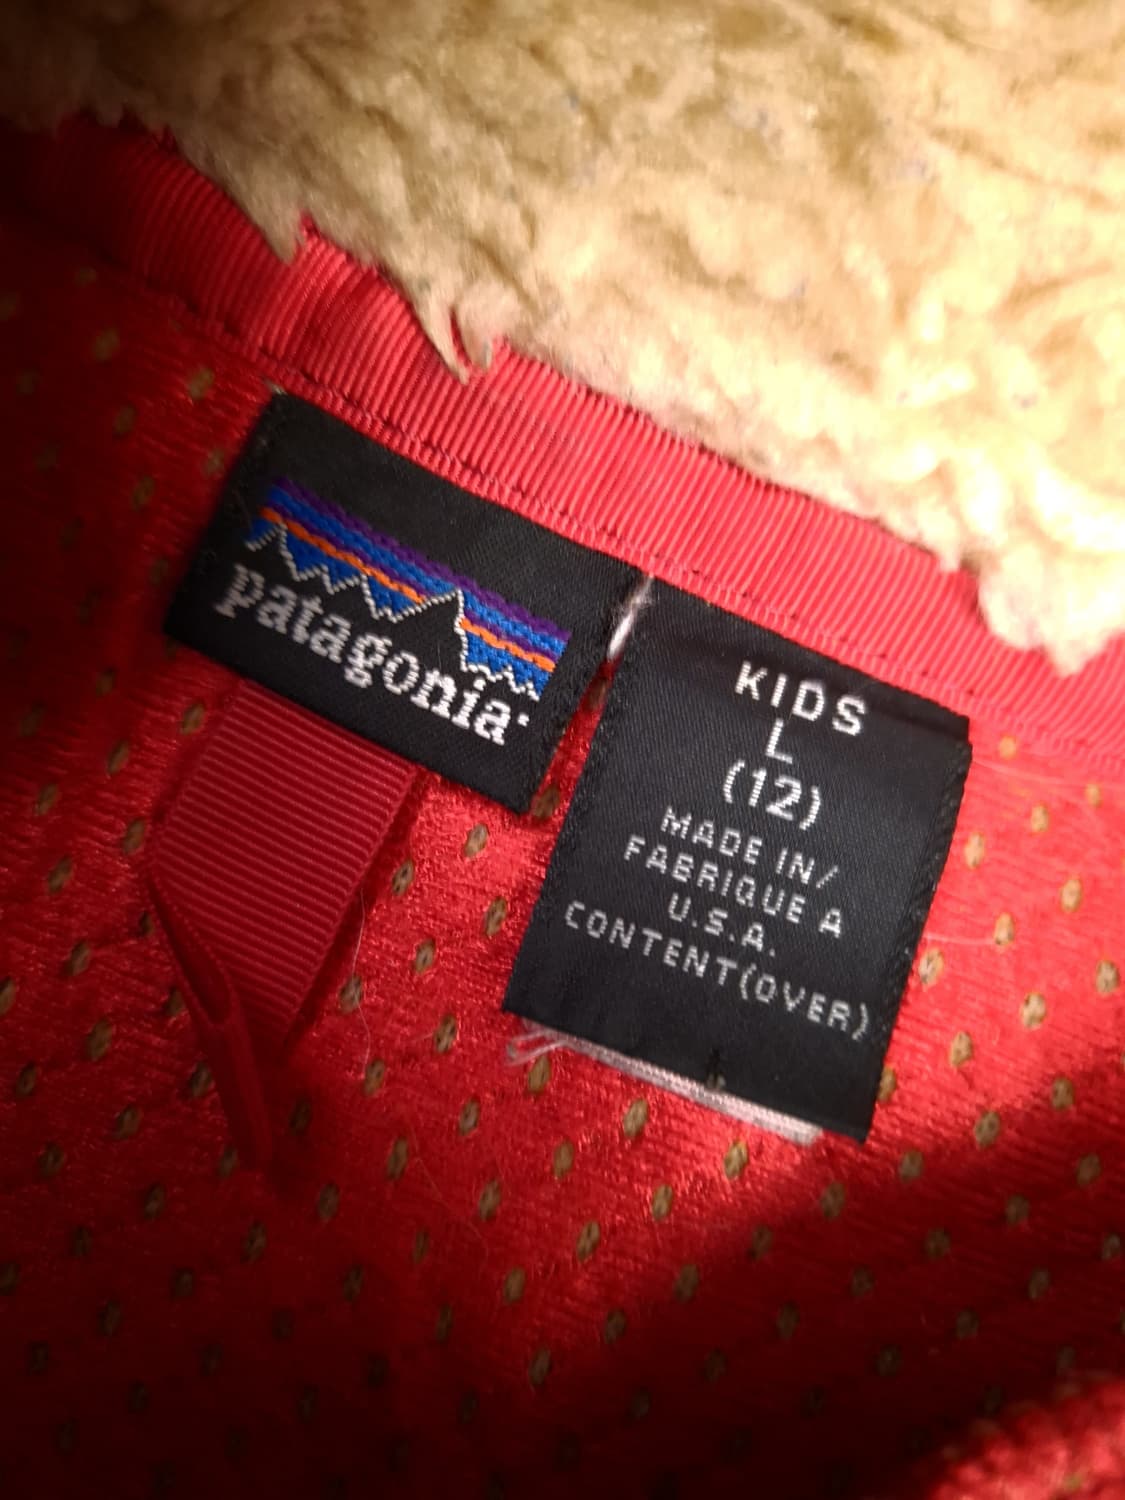 patagonia
KIDS
L
(12)
MADE IN/
FABRIQUE A
U.S.A.
CONTENT(OVER)